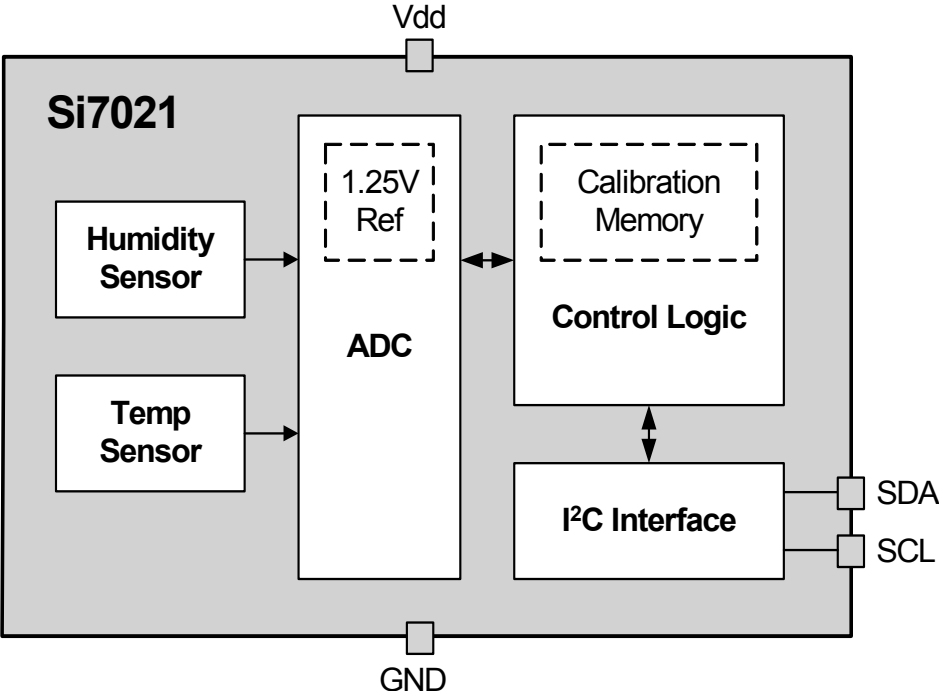 Vdd
Si7021
1.25V
Ref
Calibration
Memory
Humidity
Sensor
Control Logic
ADC
Temp
Sensor
I²C Interface
SDA
SCL
GND